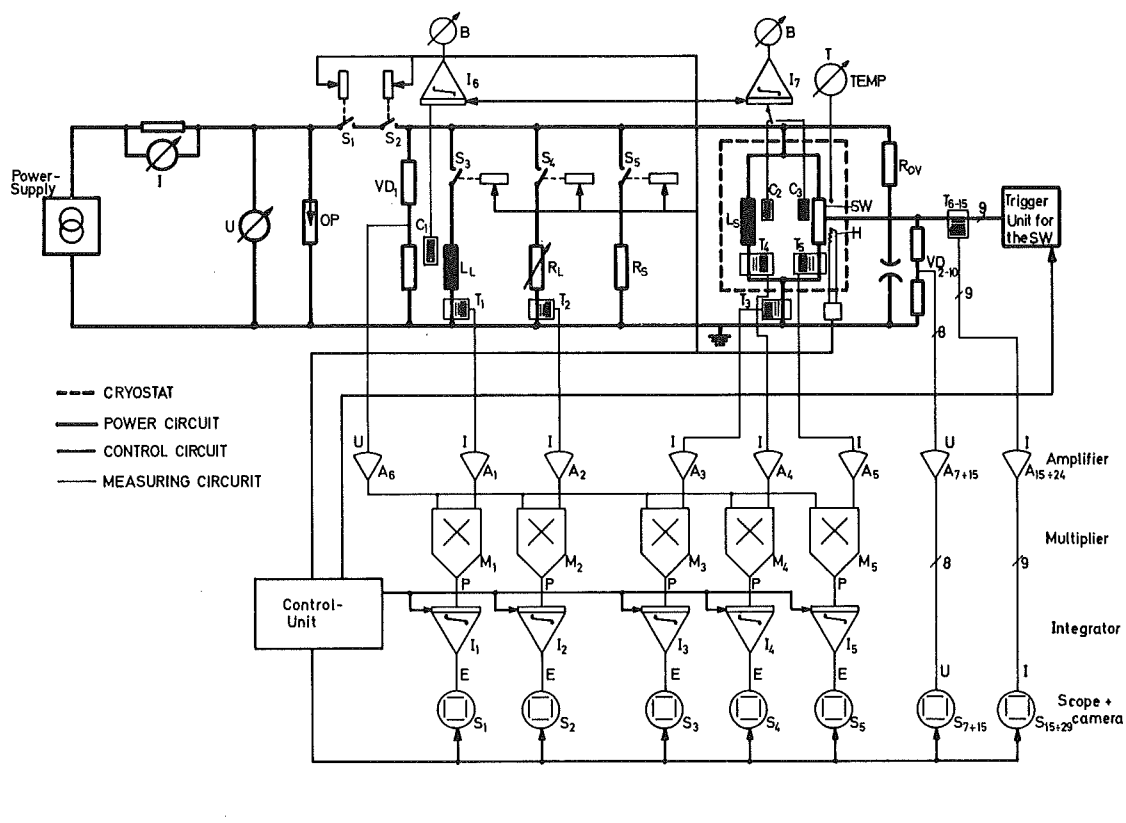 B
B
I6
I7
T
TEMP
S1
S2
I
Power-
Supply
U
OP
VD1
C1
S3
S4
S5
LL
RL
RS
T1
T2
LS
C2
C3
T4
T5
T3
SW
H
ROV
T6-15
9
Trigger
Unit for
the SW
VD
2-10
9
8
CRYOSTAT
POWER CIRCUIT
CONTROL CIRCUIT
MEASURING CIRCURIT
U
I
I
I
I
I
U
I
A6
A1
A2
A3
A4
A5
A7÷15
A15÷24
Amplifier
M1
M2
M3
M4
M5
Multiplier
8
9
P
P
P
P
P
Control-
Unit
I1
I2
I3
I4
I5
Integrator
E
E
E
E
E
U
I
S1
S2
S3
S4
S5
S7÷15
S15÷29
Scope +
camera